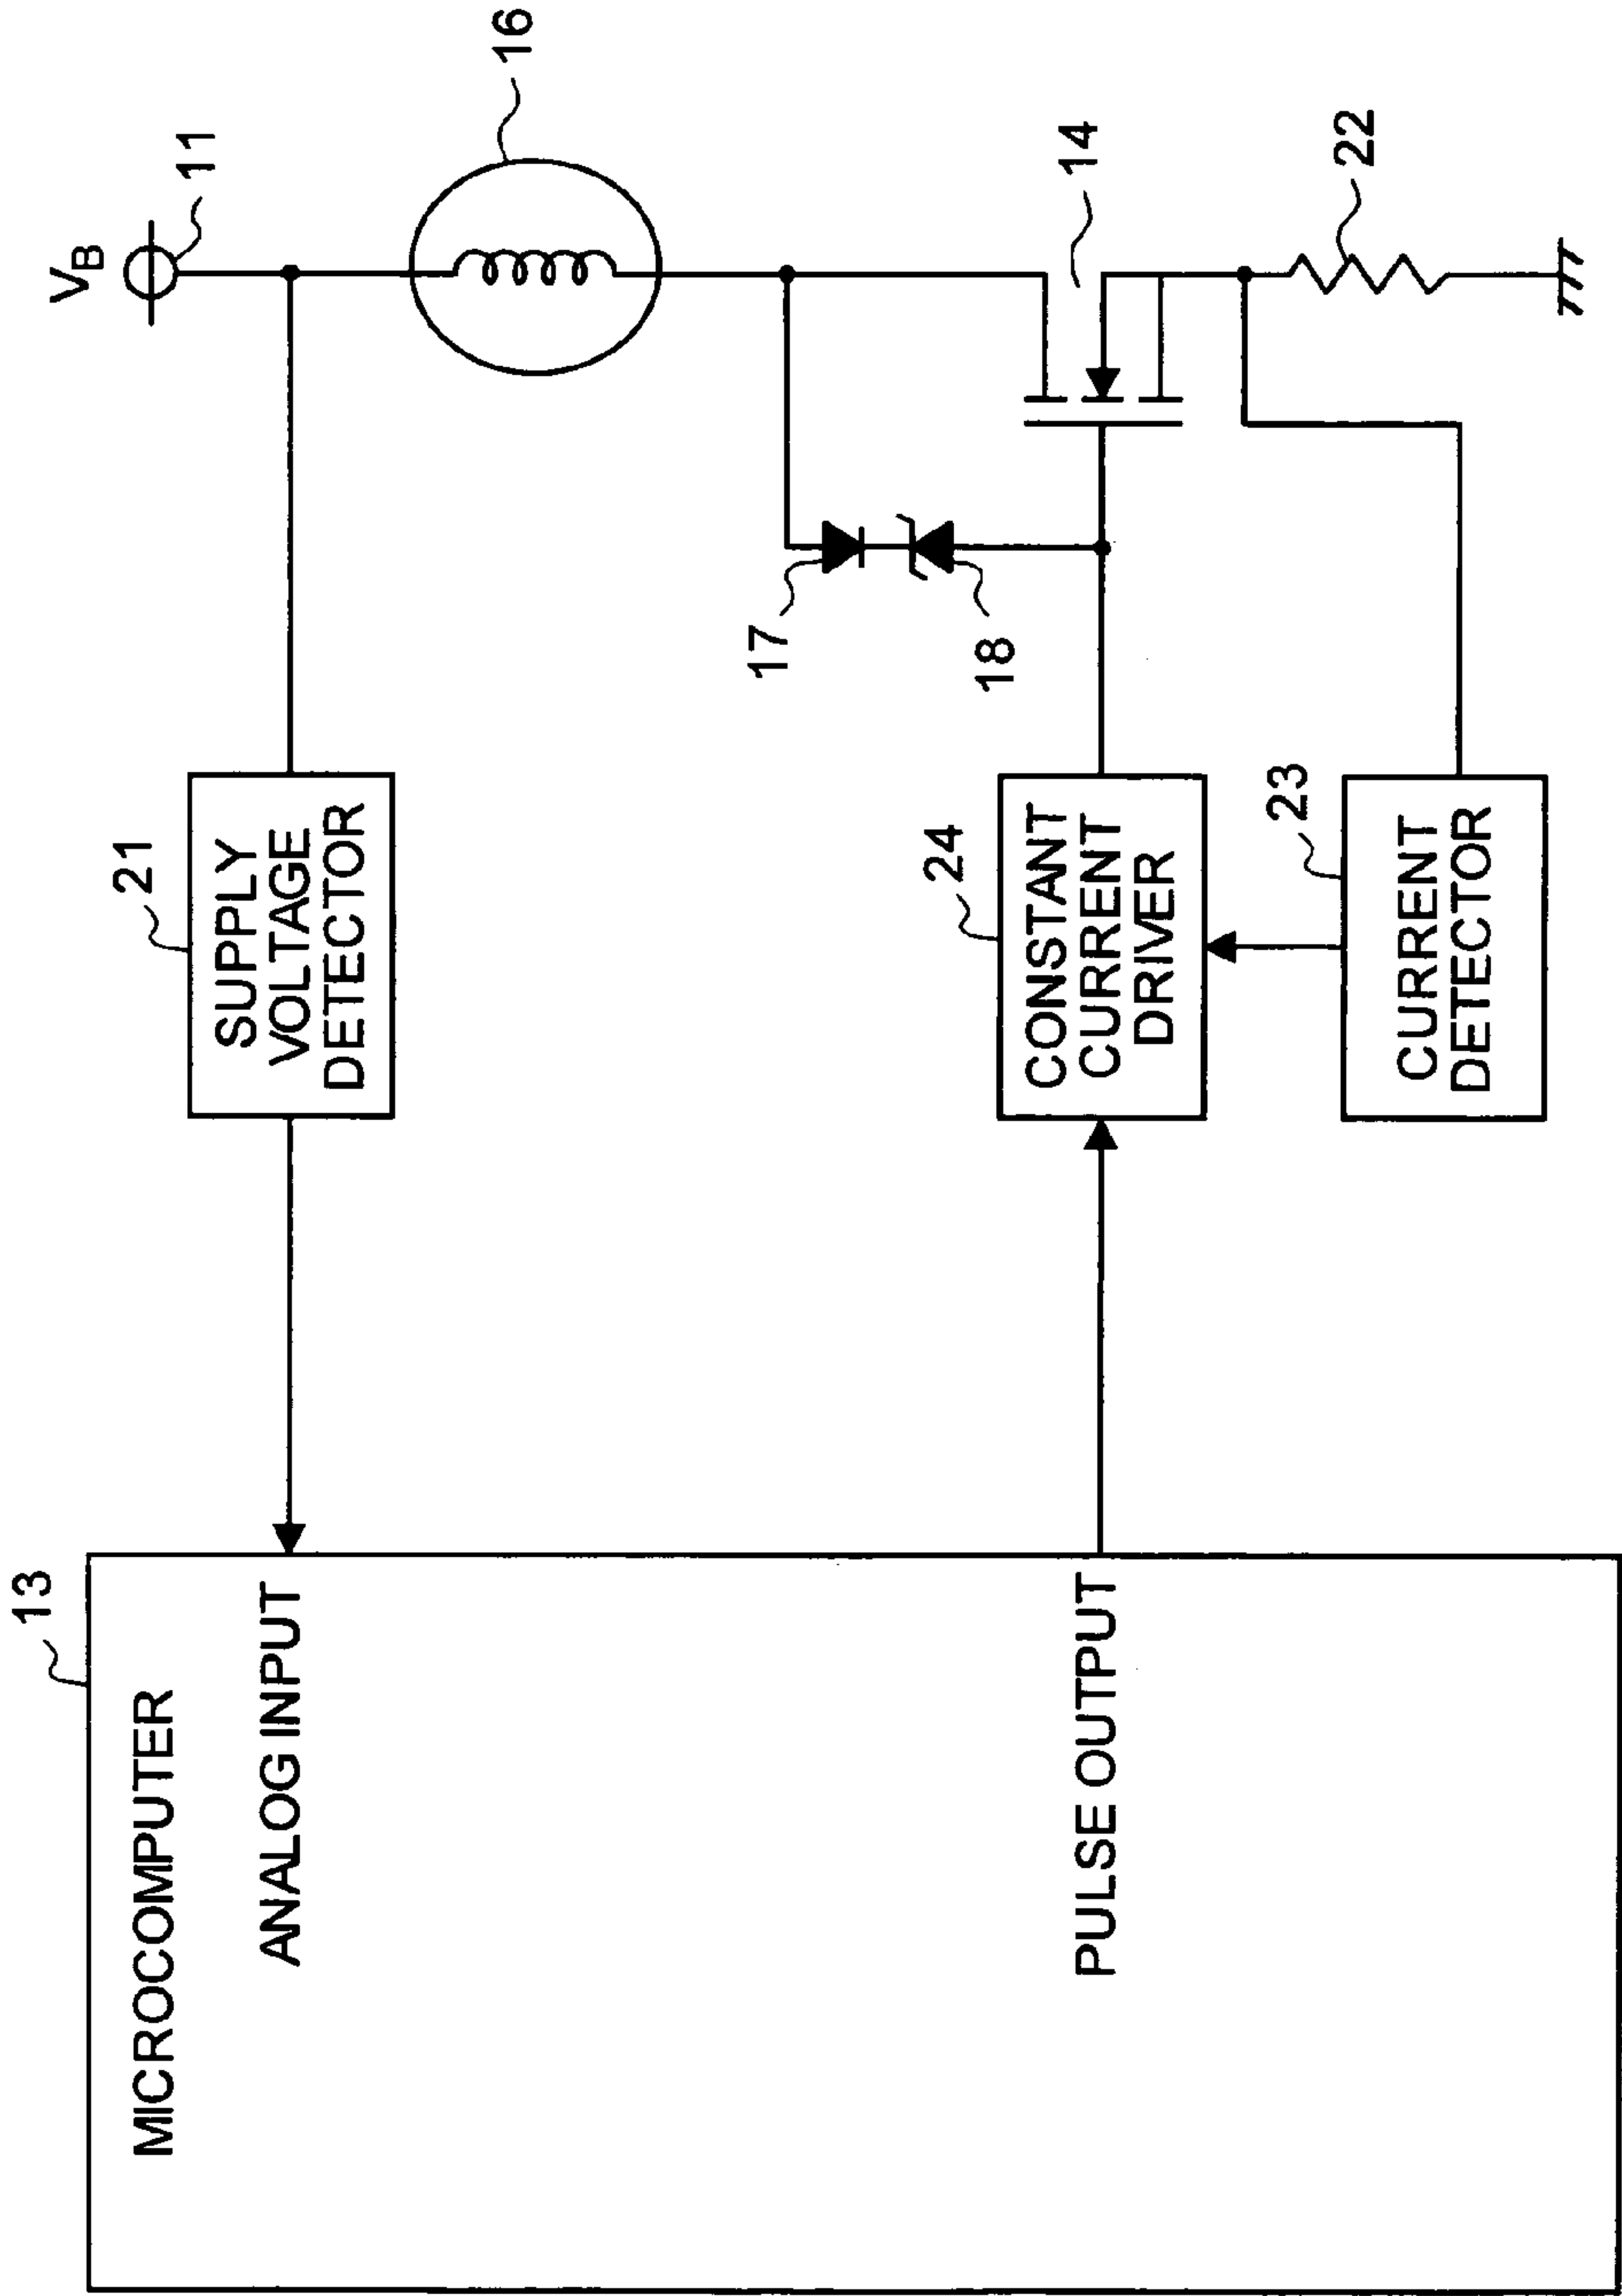 13
MICROCOMPUTER
ANALOG INPUT
PULSE OUTPUT
21
SUPPLY
VOLTAGE
DETECTOR
24
CONSTANT
CURRENT
DRIVER
23
CURRENT
DETECTOR
17
18
VB
11
16
14
22